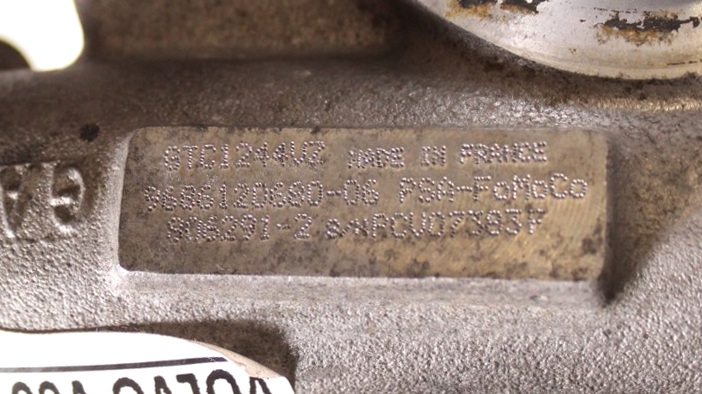 GTC1244VZ MADE IN FRANCE
9686120680-06 PSA-FoMoCo
806291-2 S/N